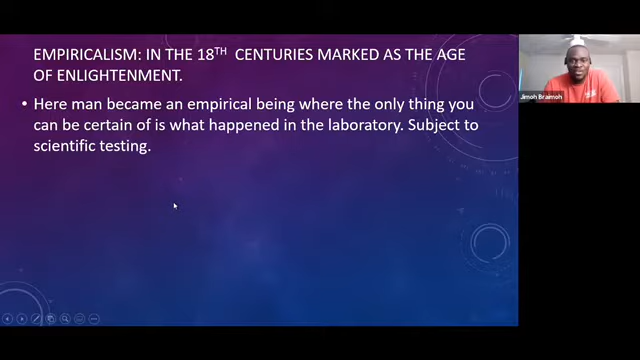 EMPIRICALISM: IN THE 18TH CENTURIES MARKED AS THE AGE
OF ENLIGHTENMENT.
• Here man became an empirical being where the only thing you
can be certain of is what happened in the laboratory. Subject to
scientific testing.
Jimoh Braimoh